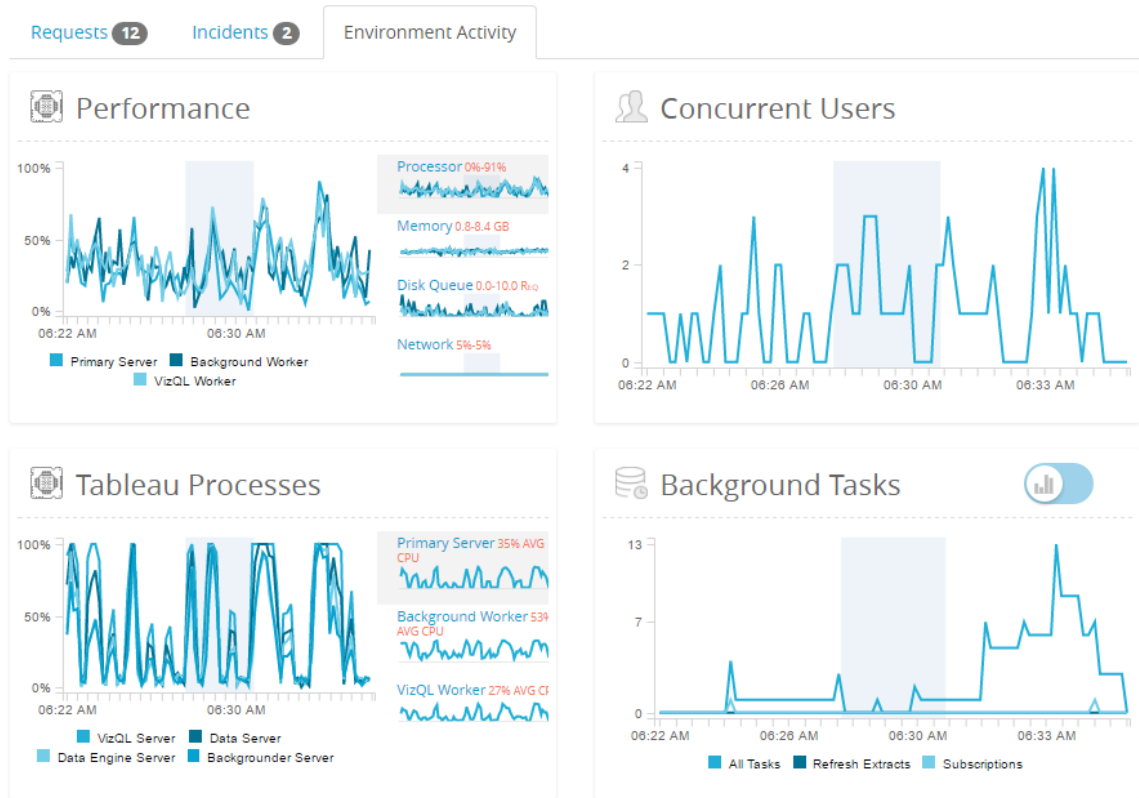 Requests 12 Incidents 2 Environment Activity
Performance
100%
50%
0%
06:22 AM 06:30 AM
Primary Server Background Worker
VizQL Worker
Processor 0%-91%
Memory 0.8-8.4 GB
Disk Queue 0.0-10.0 REQ
Network 5%-5%
Concurrent Users
4
2
0
06:22 AM 06:26 AM 06:30 AM 06:33 AM
Tableau Processes
100%
50%
0%
06:22 AM 06:30 AM
VizQL Server Data Server
Data Engine Server Backgrounder Server
Primary Server 35% AVG
CPU
Background Worker 53%
AVG CPU
VizQL Worker 27% AVG CP
Background Tasks
13
7
0
06:22 AM 06:26 AM 06:30 AM 06:33 AM
All Tasks Refresh Extracts Subscriptions